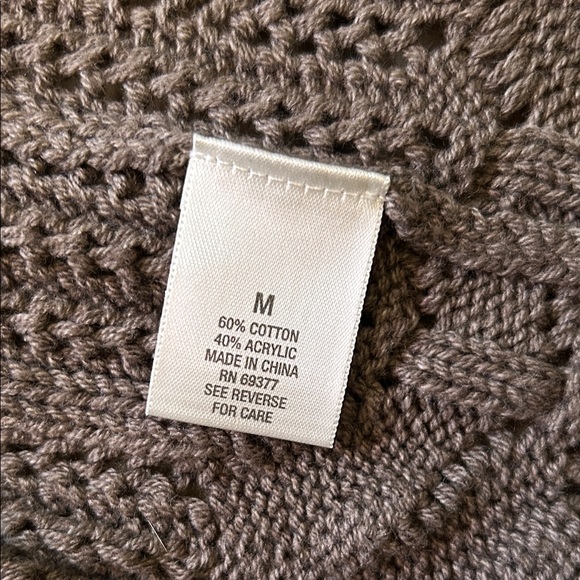 M
60% COTTON
40% ACRYLIC
MADE IN CHINA
RN 69377
SEE REVERSE
FOR CARE